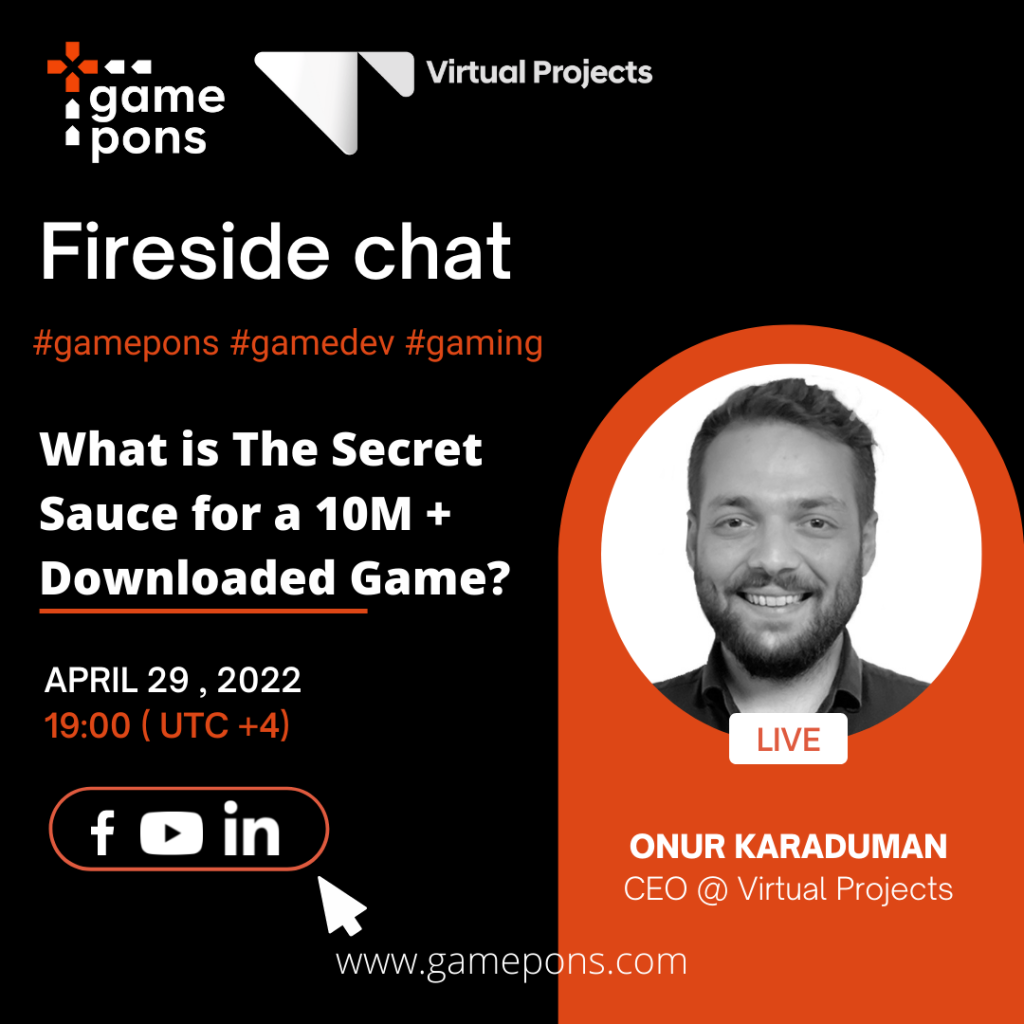 game
pons
Virtual Projects
Fireside chat
#gamepons #gamedev #gaming
What is The Secret
Sauce for a 10M +
Downloaded Game?
APRIL 29 , 2022
19:00 ( UTC +4)
f
in
LIVE
ONUR KARADUMAN
CEO @ Virtual Projects
www.gamepons.com